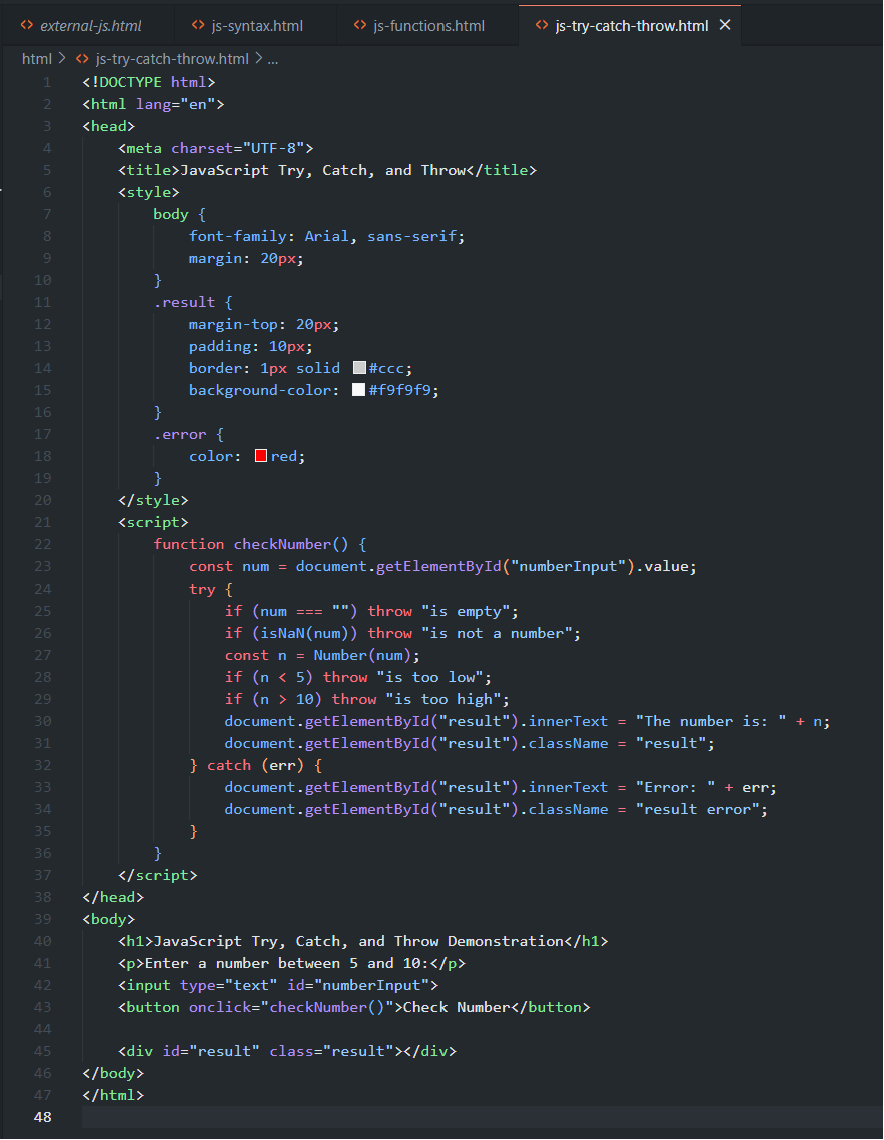 external-js.html js-syntax.html js-functions.html js-try-catch-throw.html
html > js-try-catch-throw.html > ...
1 <!DOCTYPE html>
2 <html lang="en">
3 <head>
4     <meta charset="UTF-8">
5     <title>JavaScript Try, Catch, and Throw</title>
6     <style>
7         body {
8             font-family: Arial, sans-serif;
9             margin: 20px;
10         }
11         .result {
12             margin-top: 20px;
13             padding: 10px;
14             border: 1px solid #ccc;
15             background-color: #f9f9f9;
16         }
17         .error {
18             color: red;
19         }
20     </style>
21     <script>
22         function checkNumber() {
23             const num = document.getElementById("numberInput").value;
24             try {
25                 if (num === "") throw "is empty";
26                 if (isNaN(num)) throw "is not a number";
27                 const n = Number(num);
28                 if (n < 5) throw "is too low";
29                 if (n > 10) throw "is too high";
30                 document.getElementById("result").innerText = "The number is: " + n;
31                 document.getElementById("result").className = "result";
32             } catch (err) {
33                 document.getElementById("result").innerText = "Error: " + err;
34                 document.getElementById("result").className = "result error";
35             }
36         }
37     </script>
38 </head>
39 <body>
40     <h1>JavaScript Try, Catch, and Throw Demonstration</h1>
41     <p>Enter a number between 5 and 10:</p>
42     <input type="text" id="numberInput">
43     <button onclick="checkNumber()">Check Number</button>
44
45     <div id="result" class="result"></div>
46 </body>
47 </html>
48